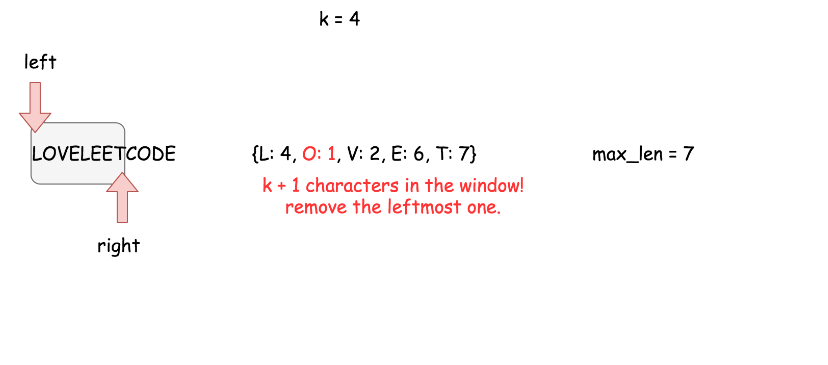 k = 4
left
LOVELEETCODE {L: 4, O: 1, V: 2, E: 6, T: 7} max_len = 7
k + 1 characters in the window!
remove the leftmost one.
right